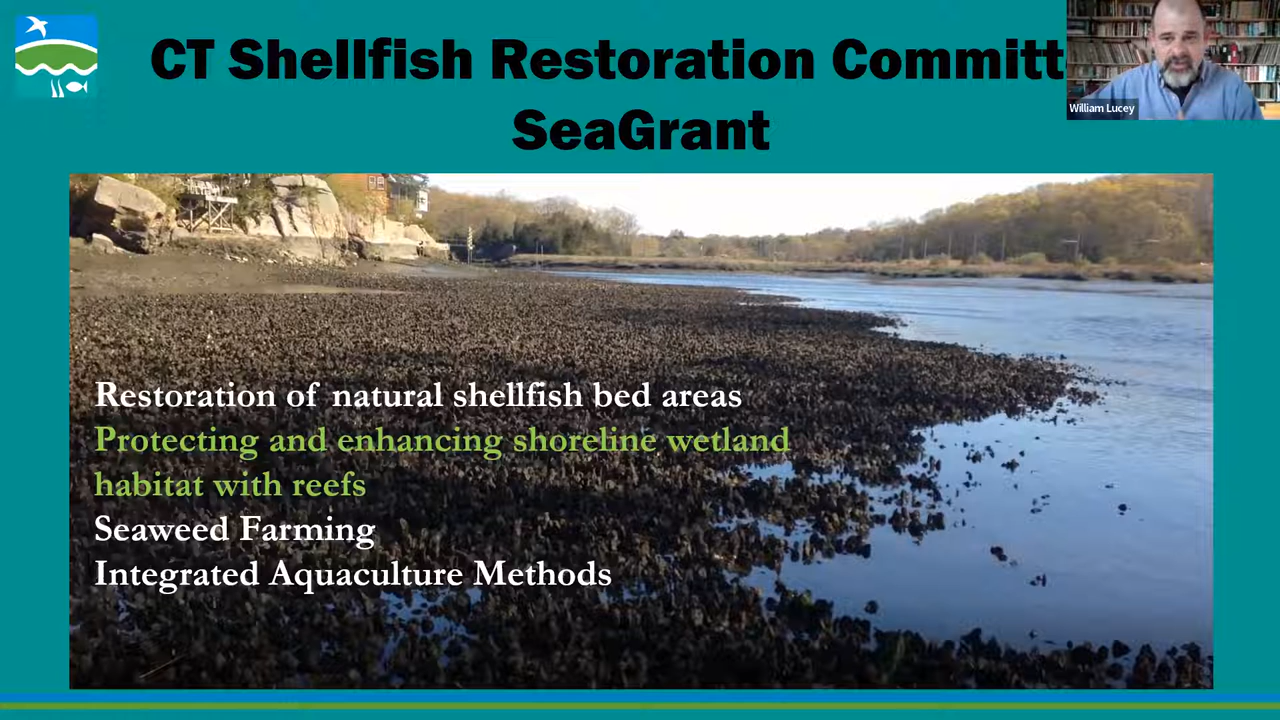 CT Shellfish Restoration Committ
SeaGrant
William Lucey
Restoration of natural shellfish bed areas
Protecting and enhancing shoreline wetland
habitat with reefs
Seaweed Farming
Integrated Aquaculture Methods